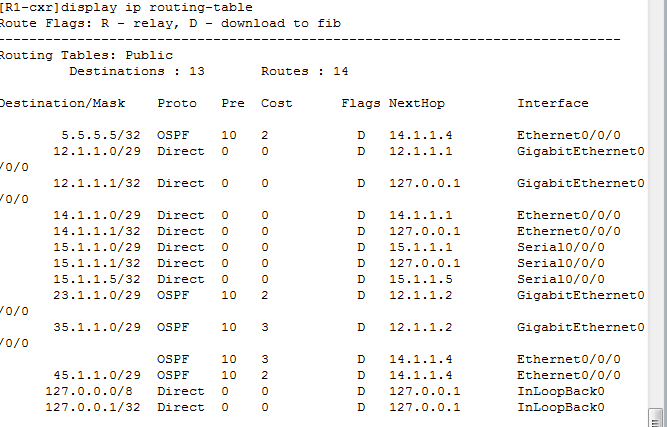 [R1-cxr]display ip routing-table
Route Flags: R - relay, D - download to fib
------------------------------------------------------------------------------
Routing Tables: Public
         Destinations : 13       Routes : 14

Destination/Mask    Proto   Pre  Cost      Flags NextHop         Interface

        5.5.5.5/32  OSPF    10   2           D   14.1.1.4        Ethernet0/0/0
       12.1.1.0/29  Direct  0    0           D   12.1.1.1        GigabitEthernet0
/0/0
       12.1.1.1/32  Direct  0    0           D   127.0.0.1       GigabitEthernet0
/0/0
       14.1.1.0/29  Direct  0    0           D   14.1.1.1        Ethernet0/0/0
       14.1.1.1/32  Direct  0    0           D   127.0.0.1       Ethernet0/0/0
       15.1.1.0/29  Direct  0    0           D   15.1.1.1        Serial0/0/0
       15.1.1.1/32  Direct  0    0           D   127.0.0.1       Serial0/0/0
       15.1.1.5/32  Direct  0    0           D   15.1.1.5        Serial0/0/0
       23.1.1.0/29  OSPF    10   2           D   12.1.1.2        GigabitEthernet0
/0/0
       35.1.1.0/29  OSPF    10   3           D   12.1.1.2        GigabitEthernet0
/0/0
                    OSPF    10   3           D   14.1.1.4        Ethernet0/0/0
       45.1.1.0/29  OSPF    10   2           D   14.1.1.4        Ethernet0/0/0
      127.0.0.0/8   Direct  0    0           D   127.0.0.1       InLoopBack0
      127.0.0.1/32  Direct  0    0           D   127.0.0.1       InLoopBack0